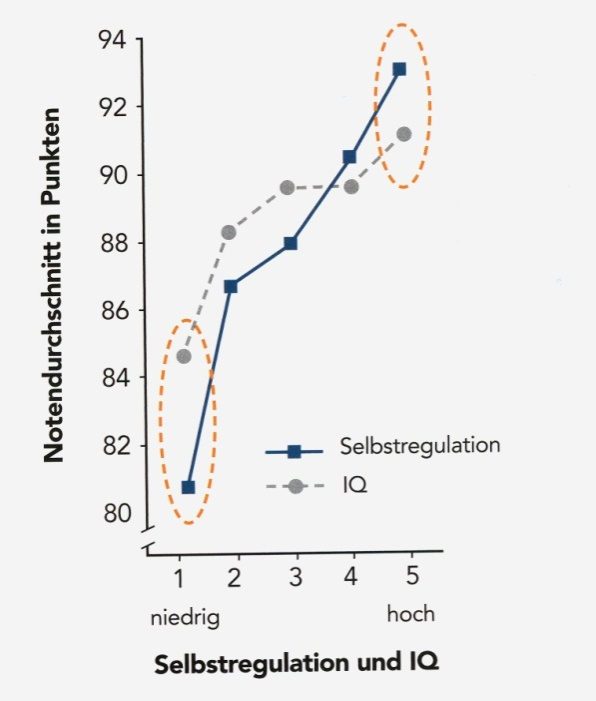 94
92
90
88
86
84
82
80
Notendurchschnitt in Punkten
Selbstregulation
IQ
1 2 3 4 5
niedrig hoch
Selbstregulation und IQ